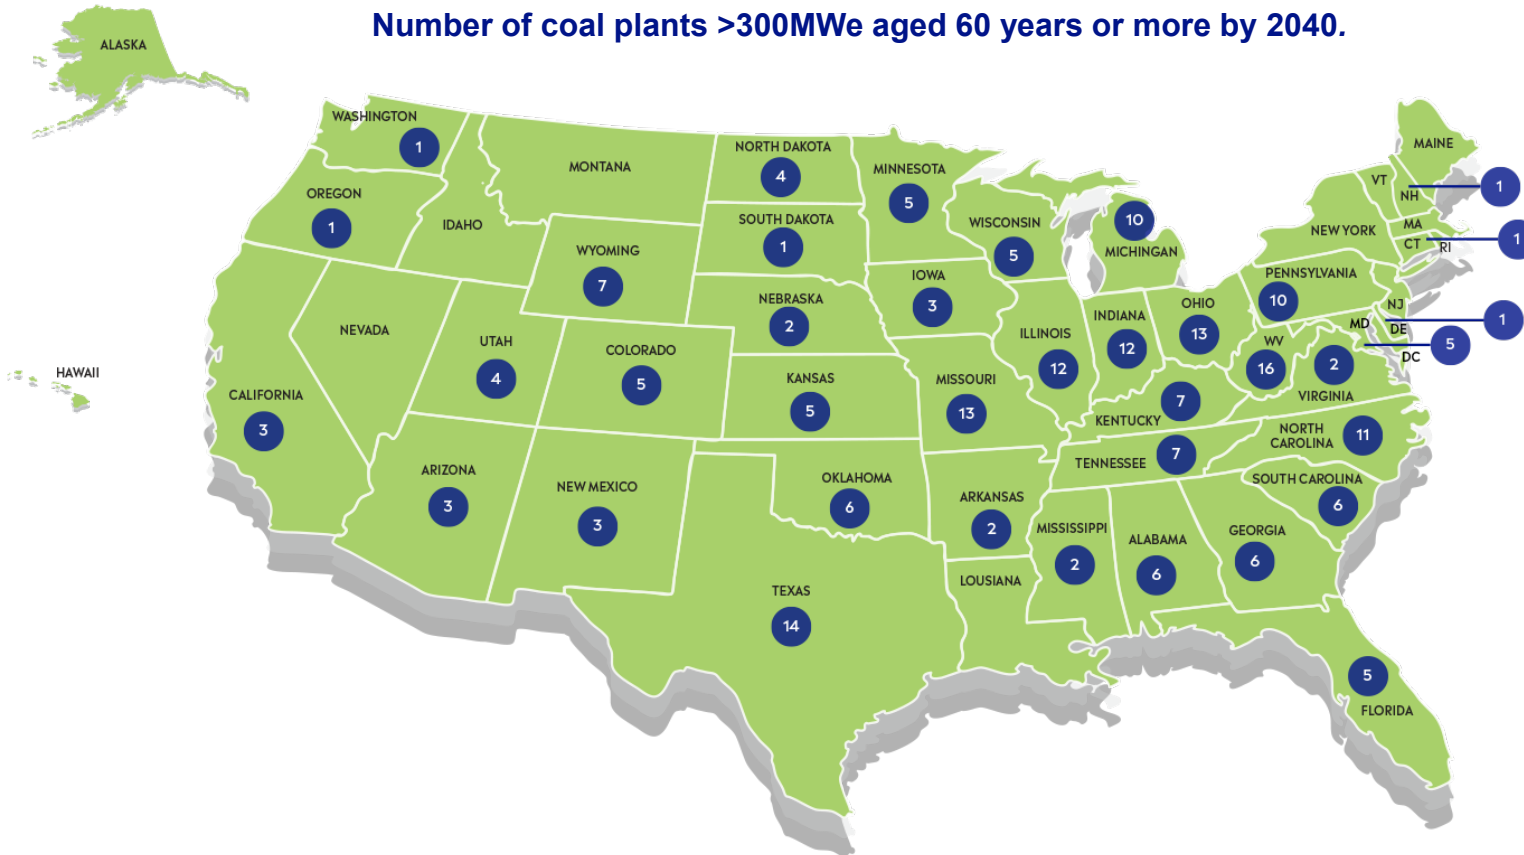 Number of coal plants >300MWe aged 60 years or more by 2040.
ALASKA
HAWAII
WASHINGTON
1
OREGON
1
IDAHO
MONTANA
NORTH DAKOTA
4
SOUTH DAKOTA
1
MINNESOTA
5
WISCONSIN
5
10
MICHINGAN
MAINE
VT
NH
1
MA
NEW YORK
CT
RI
1
WYOMING
7
NEBRASKA
2
IOWA
3
ILLINOIS
12
INDIANA
12
OHIO
13
PENNSYLVANIA
10
NJ
MD
DE
1
5
DC
NEVADA
UTAH
4
COLORADO
5
KANSAS
5
MISSOURI
13
WV
16
2
VIRGINIA
7
KENTUCKY
CALIFORNIA
3
ARIZONA
3
NEW MEXICO
3
OKLAHOMA
6
ARKANSAS
2
TENNESSEE
7
NORTH
CAROLINA
11
SOUTH CAROLINA
6
MISSISSIPPI
2
ALABAMA
6
GEORGIA
6
LOUSIANA
TEXAS
14
5
FLORIDA